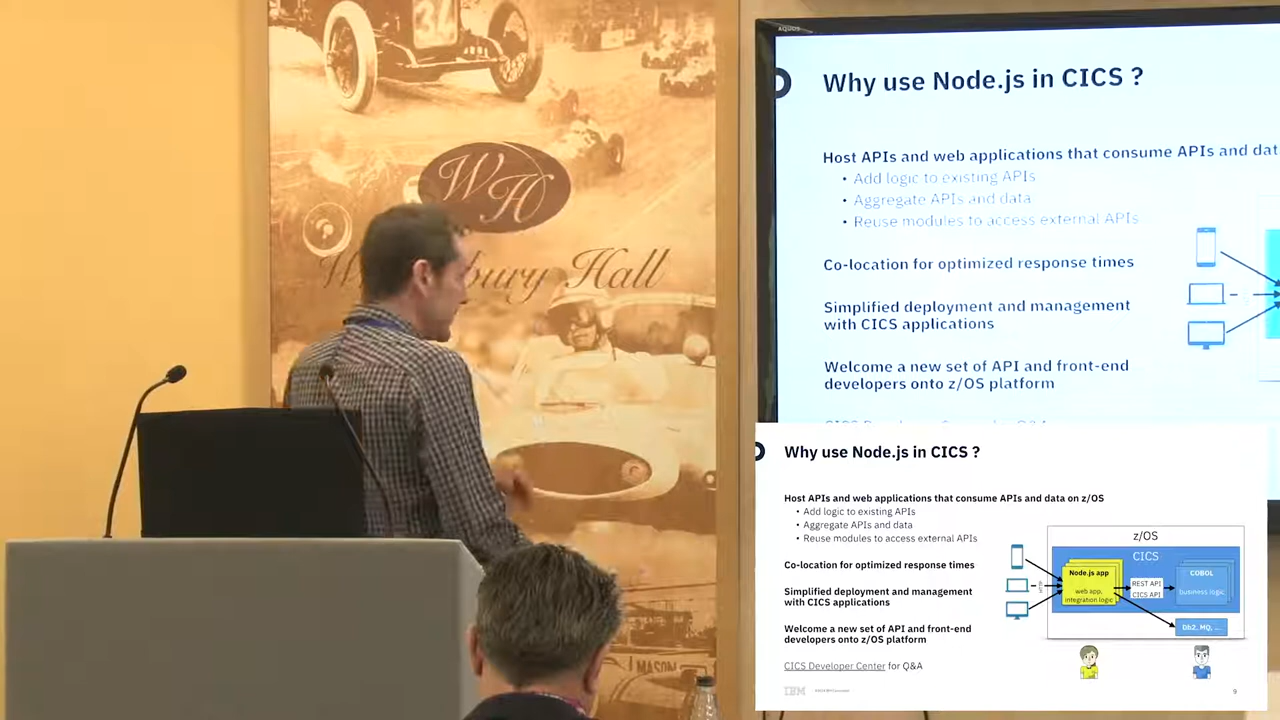 34
WH
bury Hall
MASON
AQUOS
Why use Node.js in CICS ?
Host APIs and web applications that consume APIs and dat
• Add logic to existing APIs
• Aggregate APIs and data
• Reuse modules to access external APIs
Co-location for optimized response times
Simplified deployment and management
with CICS applications
Welcome a new set of API and front-end
developers onto z/OS platform
Why use Node.js in CICS ?
Host APIs and web applications that consume APIs and data on z/OS
• Add logic to existing APIs
• Aggregate APIs and data
• Reuse modules to access external APIs
Co-location for optimized response times
Simplified deployment and management
with CICS applications
Welcome a new set of API and front-end
developers onto z/OS platform
CICS Developer Center for Q&A
z/OS
CICS
Node.js app
web app,
integration logic
REST API
CICS API
COBOL
business logic
Db2, MQ, ...
IBM
9